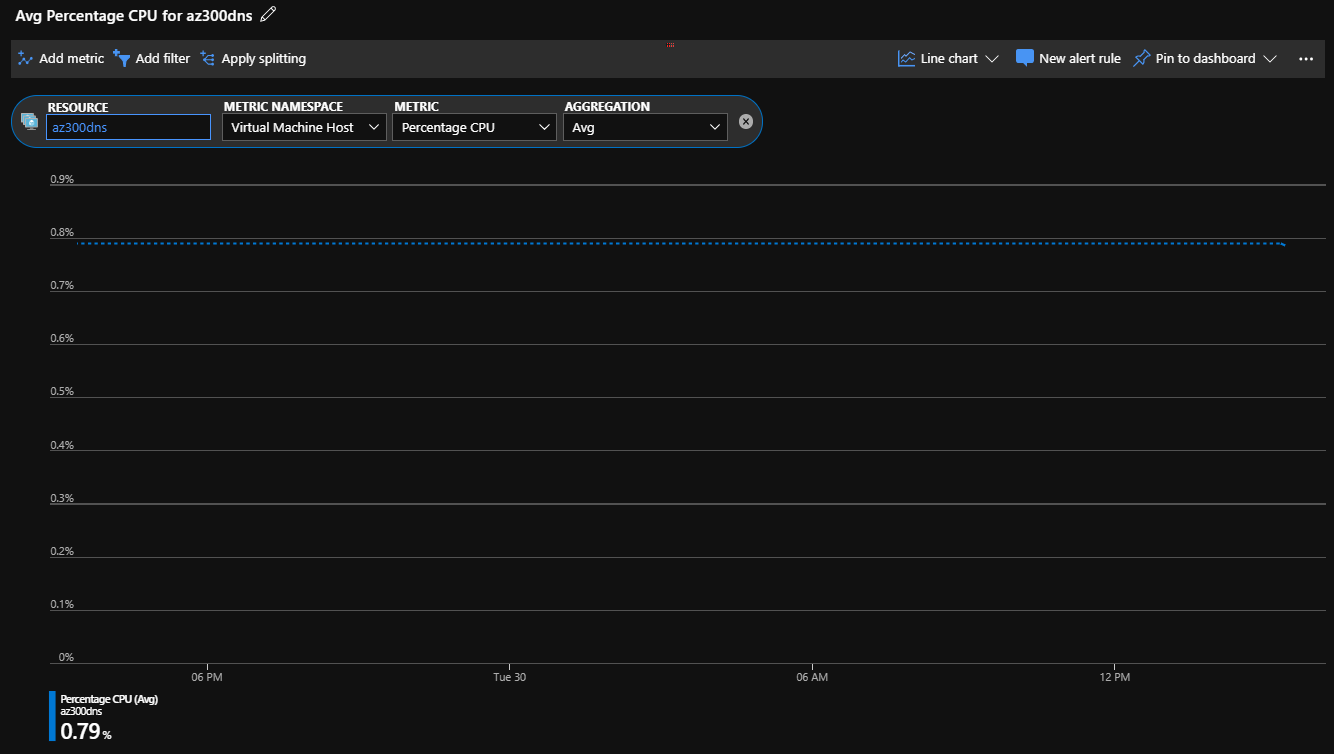 Avg Percentage CPU for az300dns
Add metric Add filter Apply splitting Line chart New alert rule Pin to dashboard ...
RESOURCE METRIC NAMESPACE METRIC AGGREGATION
az300dns Virtual Machine Host Percentage CPU Avg
0.9%
0.8%
0.7%
0.6%
0.5%
0.4%
0.3%
0.2%
0.1%
0%
06 PM Tue 30 06 AM 12 PM
Percentage CPU (Avg)
az300dns
0.79 %